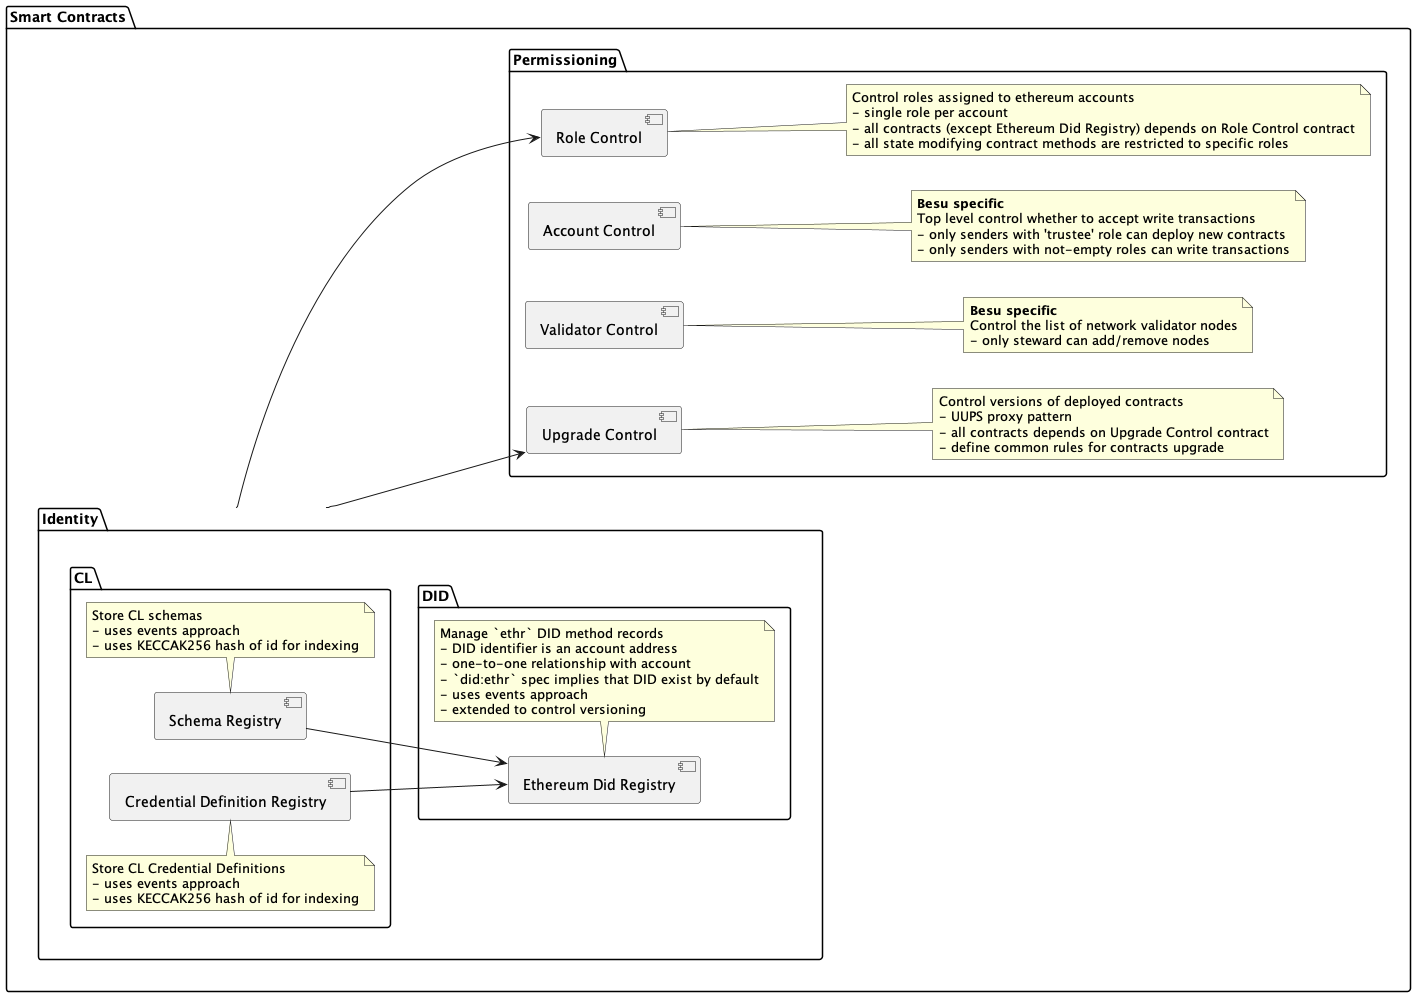 Smart Contracts
Permissioning
Role Control
Control roles assigned to ethereum accounts
- single role per account
- all contracts (except Ethereum Did Registry) depends on Role Control contract
- all state modifying contract methods are restricted to specific roles
Account Control
Besu specific
Top level control whether to accept write transactions
- only senders with 'trustee' role can deploy new contracts
- only senders with not-empty roles can write transactions
Validator Control
Besu specific
Control the list of network validator nodes
- only steward can add/remove nodes
Upgrade Control
Control versions of deployed contracts
- UUPS proxy pattern
- all contracts depends on Upgrade Control contract
- define common rules for contracts upgrade
Identity
CL
Store CL schemas
- uses events approach
- uses KECCAK256 hash of id for indexing
Schema Registry
Credential Definition Registry
Store CL Credential Definitions
- uses events approach
- uses KECCAK256 hash of id for indexing
DID
Manage `ethr` DID method records
- DID identifier is an account address
- one-to-one relationship with account
- `did:ethr` spec implies that DID exist by default
- uses events approach
- extended to control versioning
Ethereum Did Registry